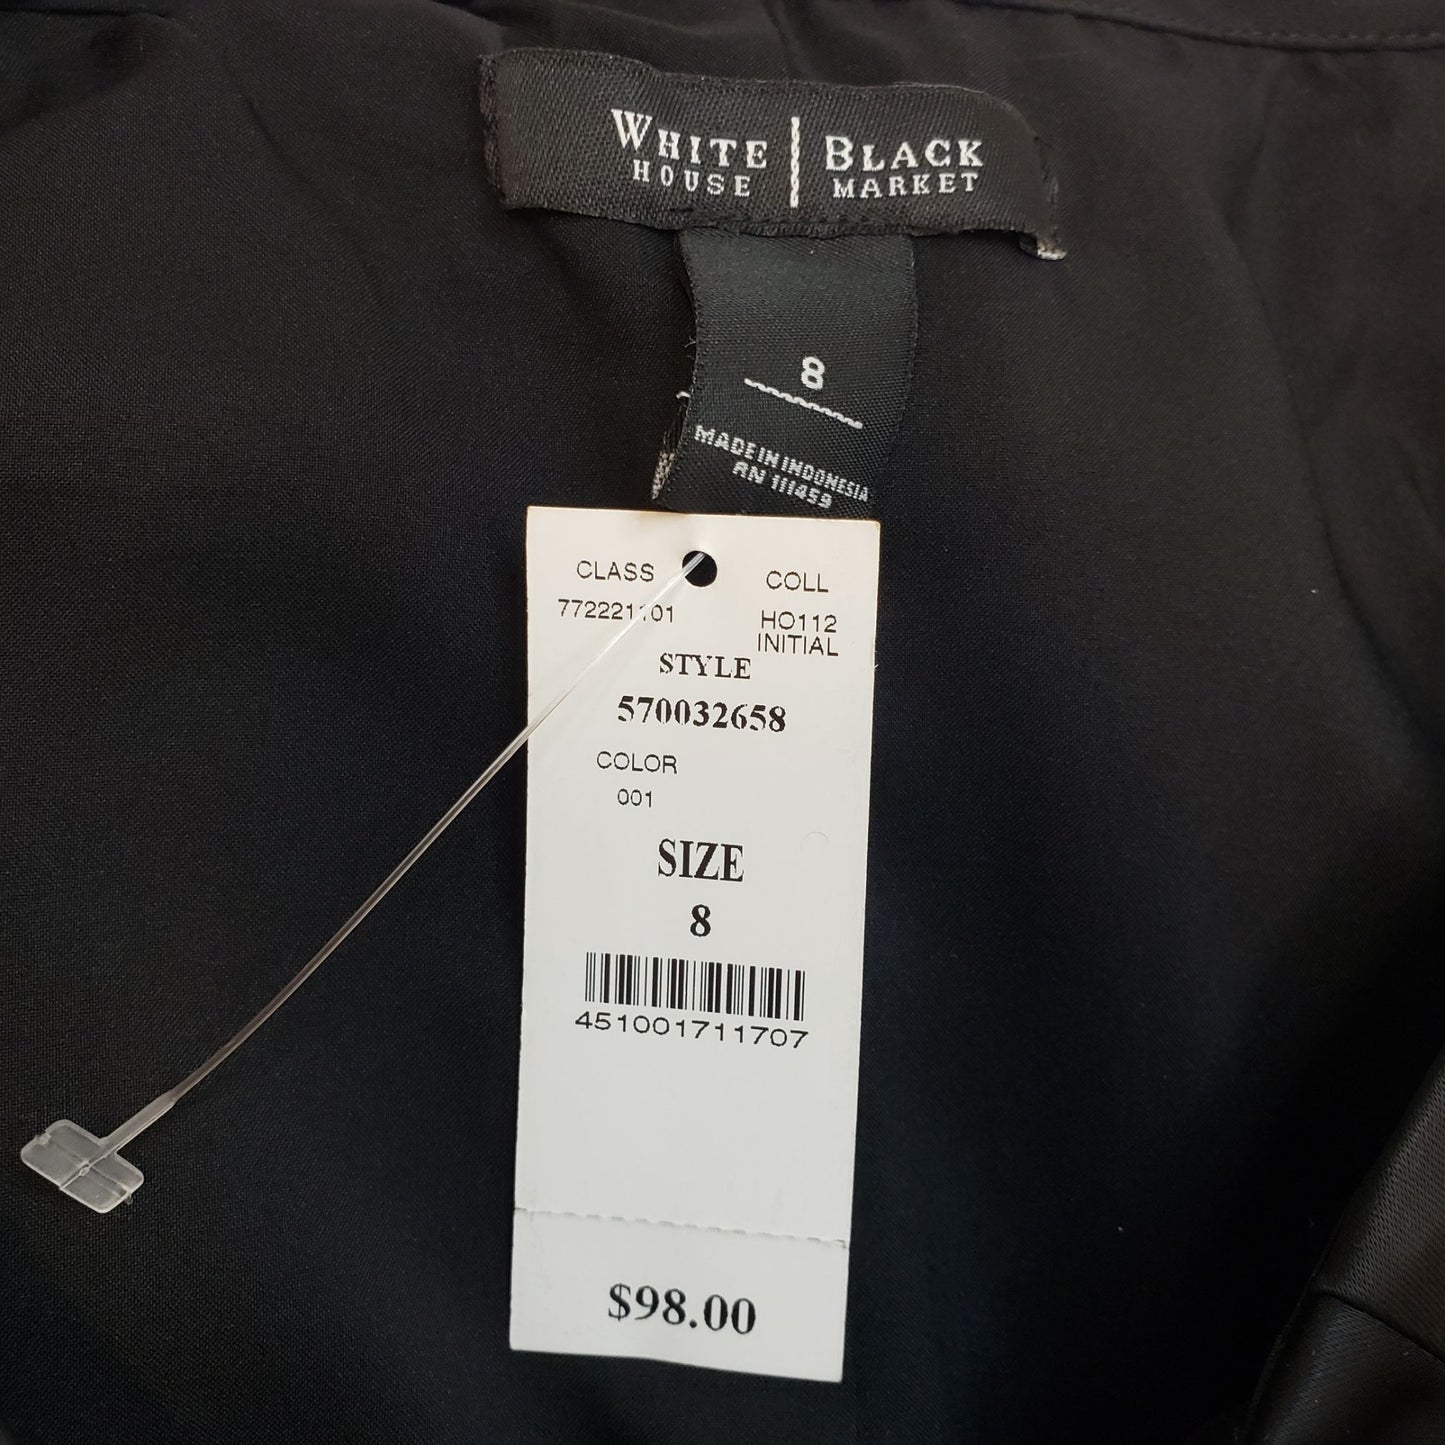 WHITE | BLACK
HOUSE | MARKET
8
MADE IN INDONESIA
RN 111459
CLASS COLL
772221101 HO112
INITIAL
STYLE
570032658
COLOR
001
SIZE
8
451001711707
$98.00